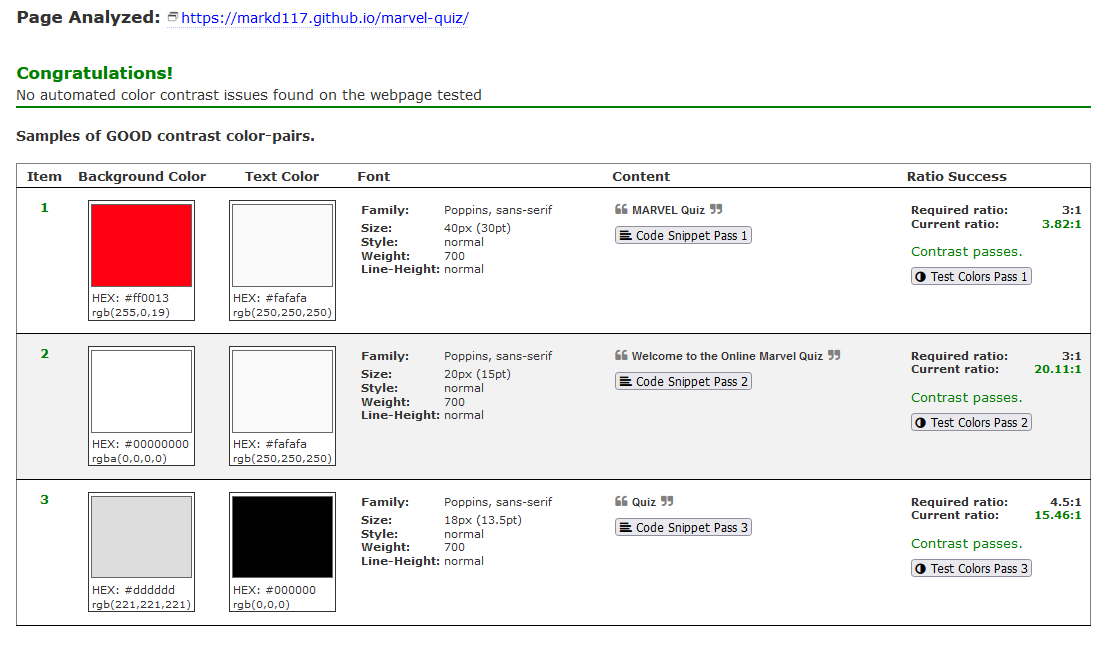 Page Analyzed: https://markd117.github.io/marvel-quiz/
Congratulations!
No automated color contrast issues found on the webpage tested
Samples of GOOD contrast color-pairs.
Item Background Color Text Color Font Content Ratio Success
1
HEX: #ff0013
rgb(255,0,19)
HEX: #fafafa
rgb(250,250,250)
Family: Poppins, sans-serif
Size: 40px (30pt)
Style: normal
Weight: 700
Line-Height: normal
❝ MARVEL Quiz ❞
Code Snippet Pass 1
Required ratio: 3:1
Current ratio: 3.82:1
Contrast passes.
Test Colors Pass 1
2
HEX: #00000000
rgba(0,0,0,0)
HEX: #fafafa
rgb(250,250,250)
Family: Poppins, sans-serif
Size: 20px (15pt)
Style: normal
Weight: 700
Line-Height: normal
❝ Welcome to the Online Marvel Quiz ❞
Code Snippet Pass 2
Required ratio: 3:1
Current ratio: 20.11:1
Contrast passes.
Test Colors Pass 2
3
HEX: #dddddd
rgb(221,221,221)
HEX: #000000
rgb(0,0,0)
Family: Poppins, sans-serif
Size: 18px (13.5pt)
Style: normal
Weight: 700
Line-Height: normal
❝ Quiz ❞
Code Snippet Pass 3
Required ratio: 4.5:1
Current ratio: 15.46:1
Contrast passes.
Test Colors Pass 3